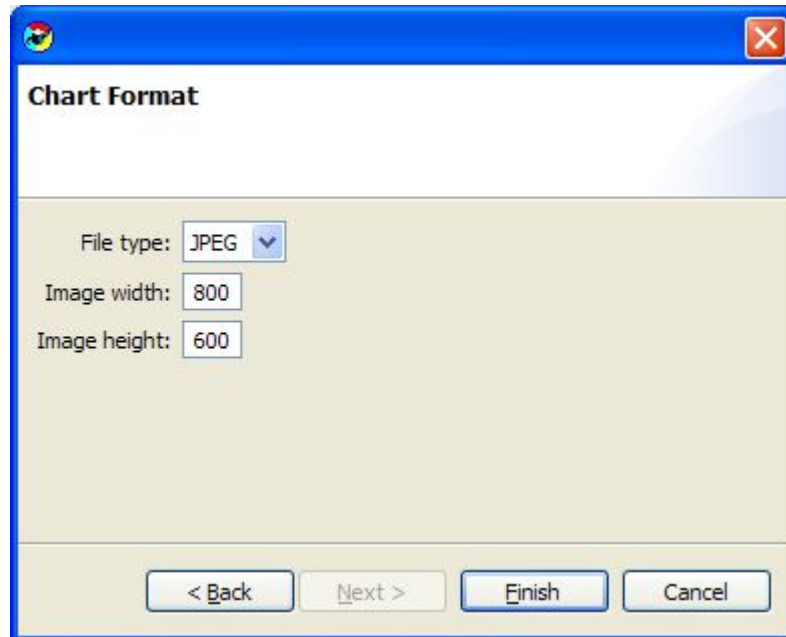 Chart Format
File type: JPEG
Image width: 800
Image height: 600
< Back Next > Finish Cancel